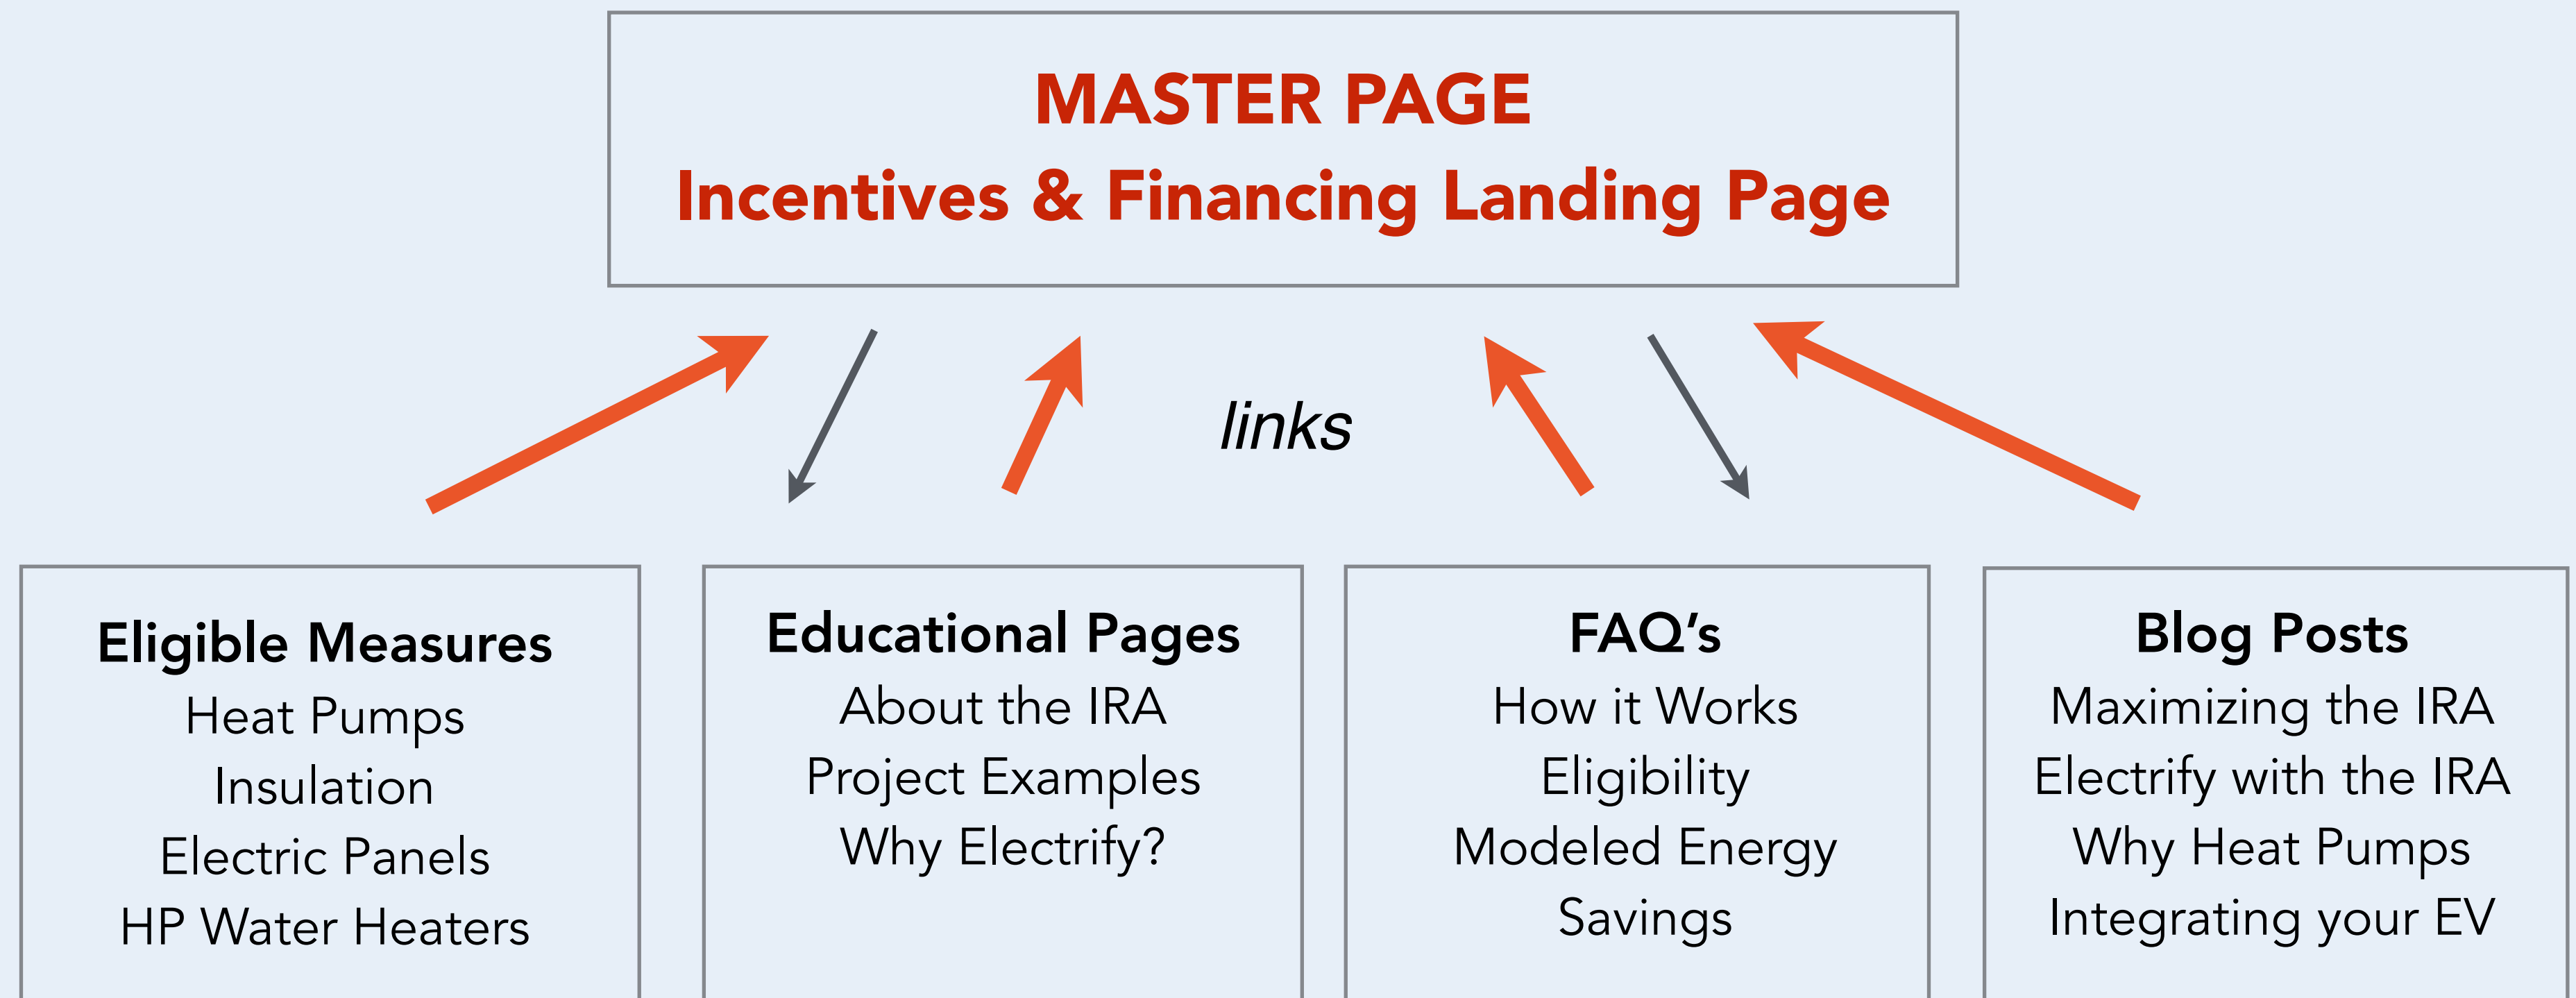 MASTER PAGE
Incentives & Financing Landing Page
links
Eligible Measures
Heat Pumps
Insulation
Electric Panels
HP Water Heaters
Educational Pages
About the IRA
Project Examples
Why Electrify?
FAQ’s
How it Works
Eligibility
Modeled Energy
Savings
Blog Posts
Maximizing the IRA
Electrify with the IRA
Why Heat Pumps
Integrating your EV